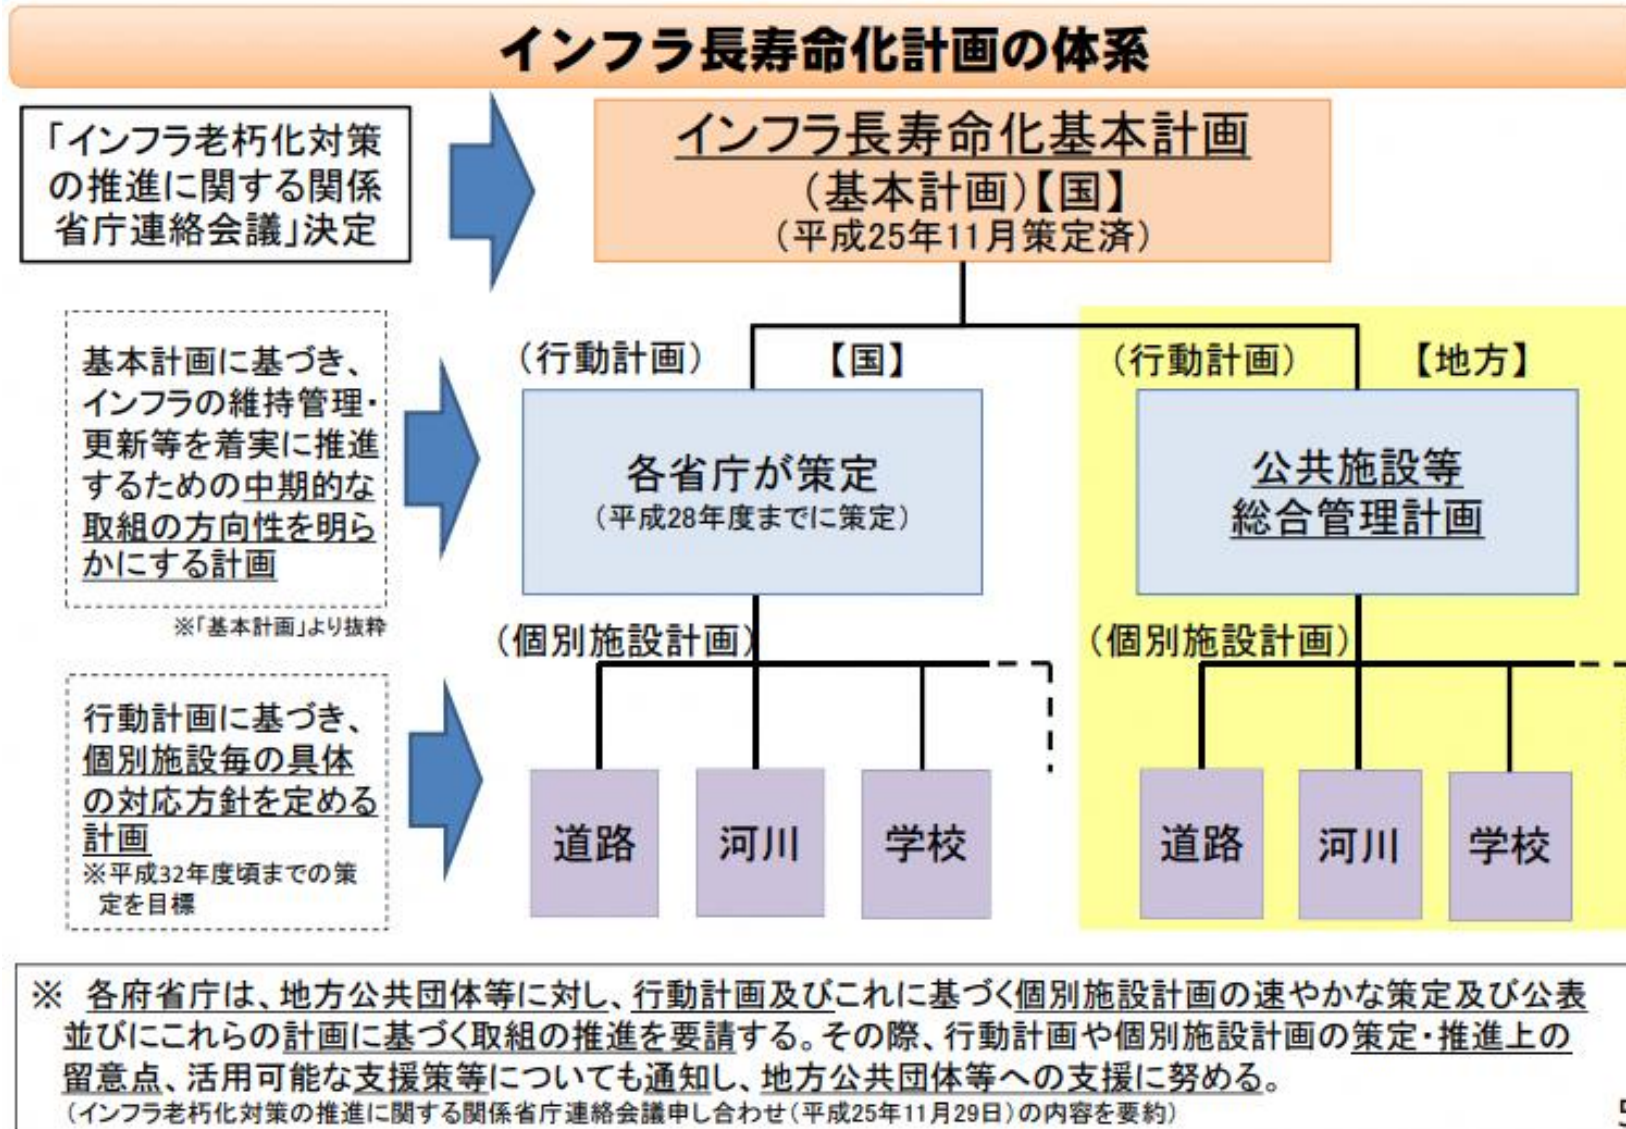 インフラ長寿命化計画の体系
「インフラ老朽化対策
の推進に関する関係
省庁連絡会議」決定
インフラ長寿命化基本計画
(基本計画)【国】
(平成25年11月策定済)
基本計画に基づき、
インフラの維持管理・
更新等を着実に推進
するための中期的な
取組の方向性を明ら
かにする計画
※「基本計画」より抜粋
(行動計画) 【国】
各省庁が策定
(平成28年度までに策定)
(行動計画) 【地方】
公共施設等
総合管理計画
行動計画に基づき、
個別施設毎の具体
の対応方針を定める
計画
※平成32年度頃までの策
定を目標
(個別施設計画)
道路 河川 学校
(個別施設計画)
道路 河川 学校
※ 各府省庁は、地方公共団体等に対し、行動計画及びこれに基づく個別施設計画の速やかな策定及び公表
並びにこれらの計画に基づく取組の推進を要請する。その際、行動計画や個別施設計画の策定・推進上の
留意点、活用可能な支援策等についても通知し、地方公共団体等への支援に努める。
(インフラ老朽化対策の推進に関する関係省庁連絡会議申し合わせ(平成25年11月29日)の内容を要約)